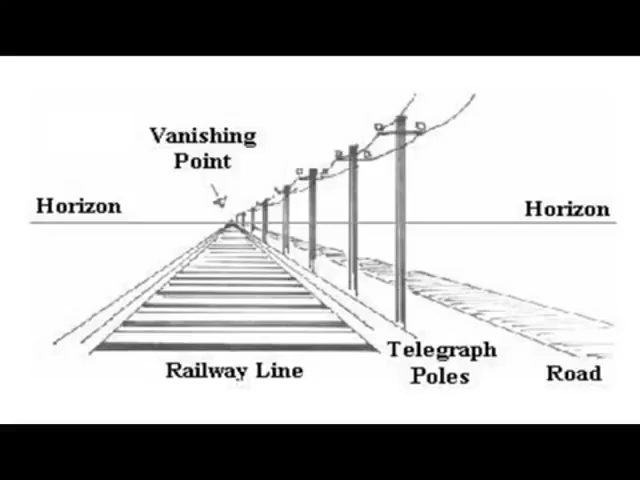 Vanishing
Point
Horizon
Horizon
Railway Line
Telegraph
Poles
Road